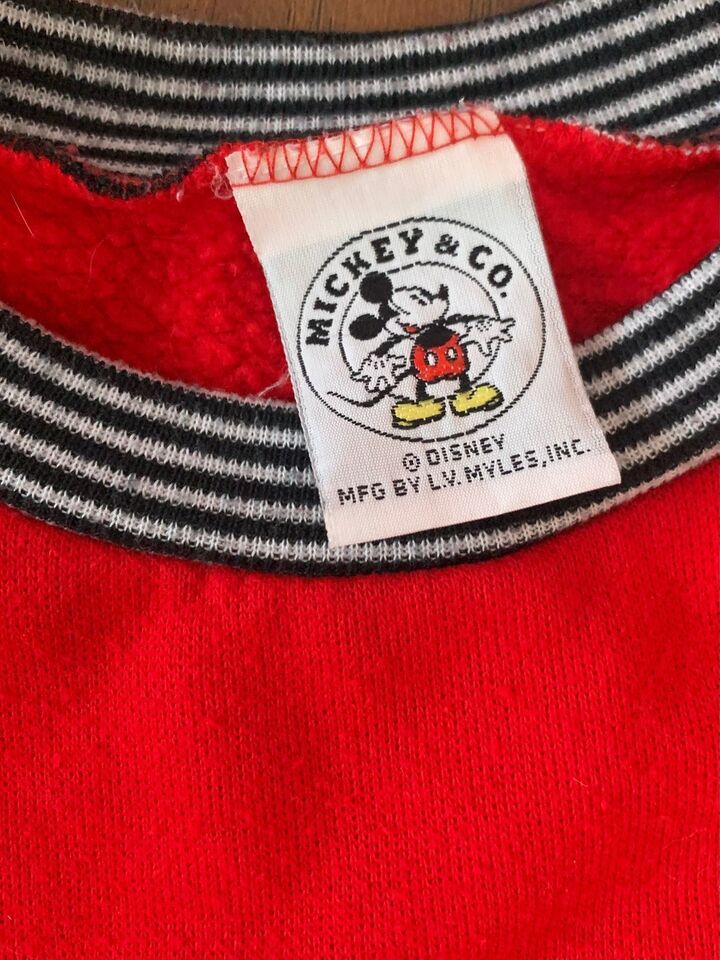 MICKEY & CO.
© DISNEY
MFG BY L.V. MYLES, INC.